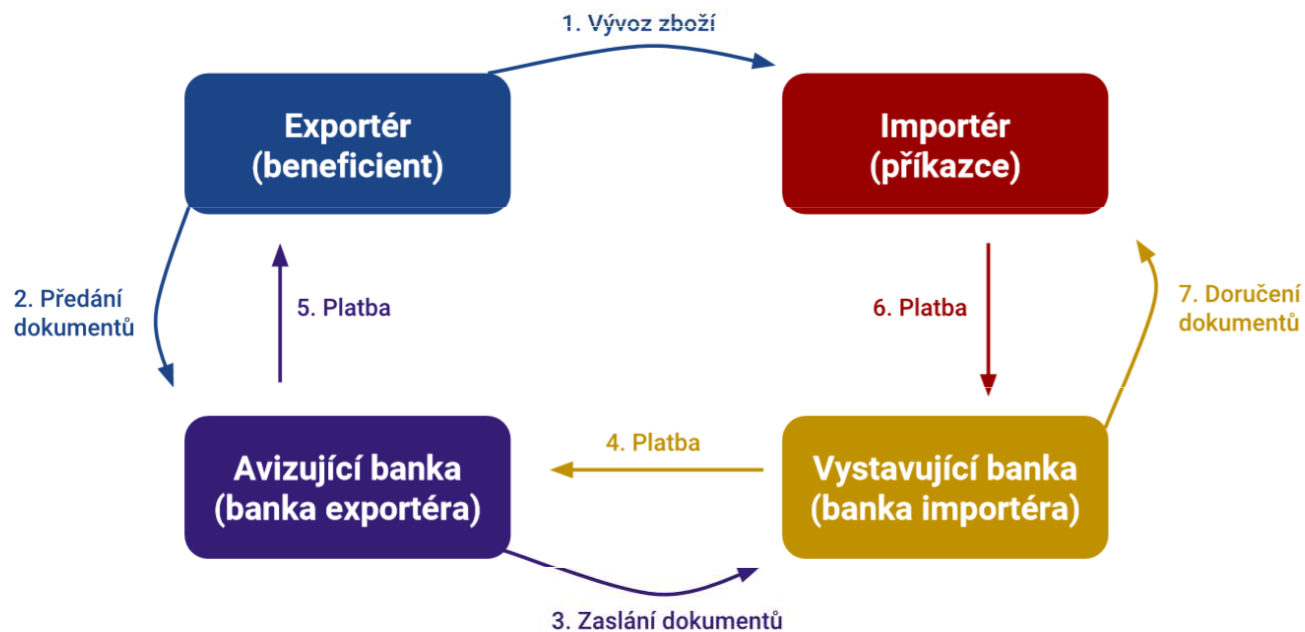 1. Vývoz zboží
Exportér
(beneficient)
Importér
(příkazce)
2. Předání
dokumentů
5. Platba
6. Platba
7. Doručení
dokumentů
4. Platba
Avizující banka
(banka exportéra)
Vystavující banka
(banka importéra)
3. Zaslání dokumentů